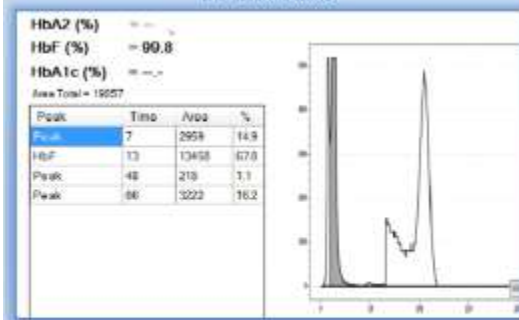 HbA2 (%) = --
HbF (%) = 99.8
HbA1c (%) = --.-
Area Total = 19857
Peak Time Area %
Peak 7 2959 14.9
HbF 13 13458 67.8
Peak 48 218 1.1
Peak 86 3222 16.2